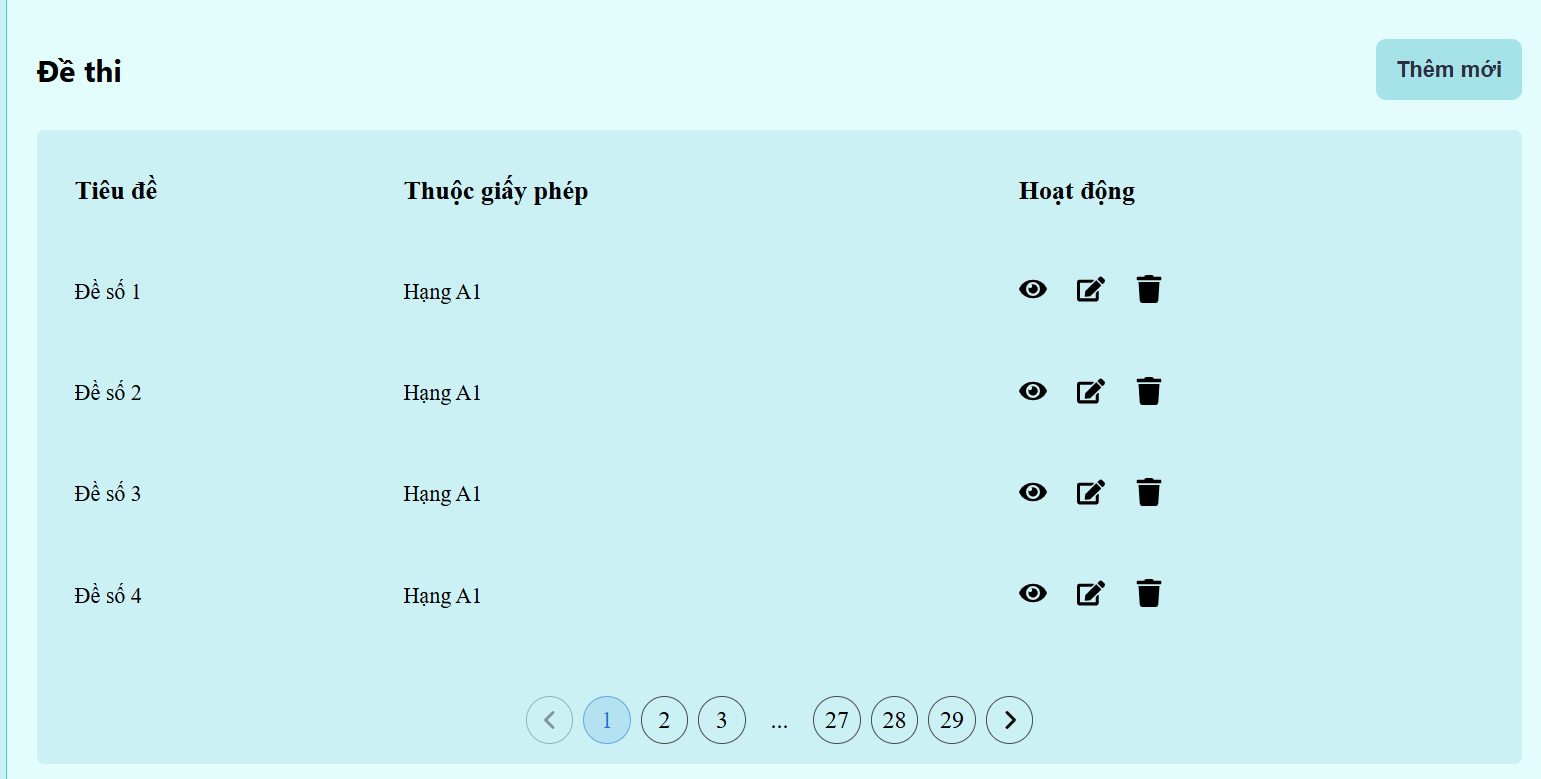 Đề thi
Thêm mới
Tiêu đề Thuộc giấy phép Hoạt động
Đề số 1 Hạng A1
Đề số 2 Hạng A1
Đề số 3 Hạng A1
Đề số 4 Hạng A1
1 2 3 ... 27 28 29